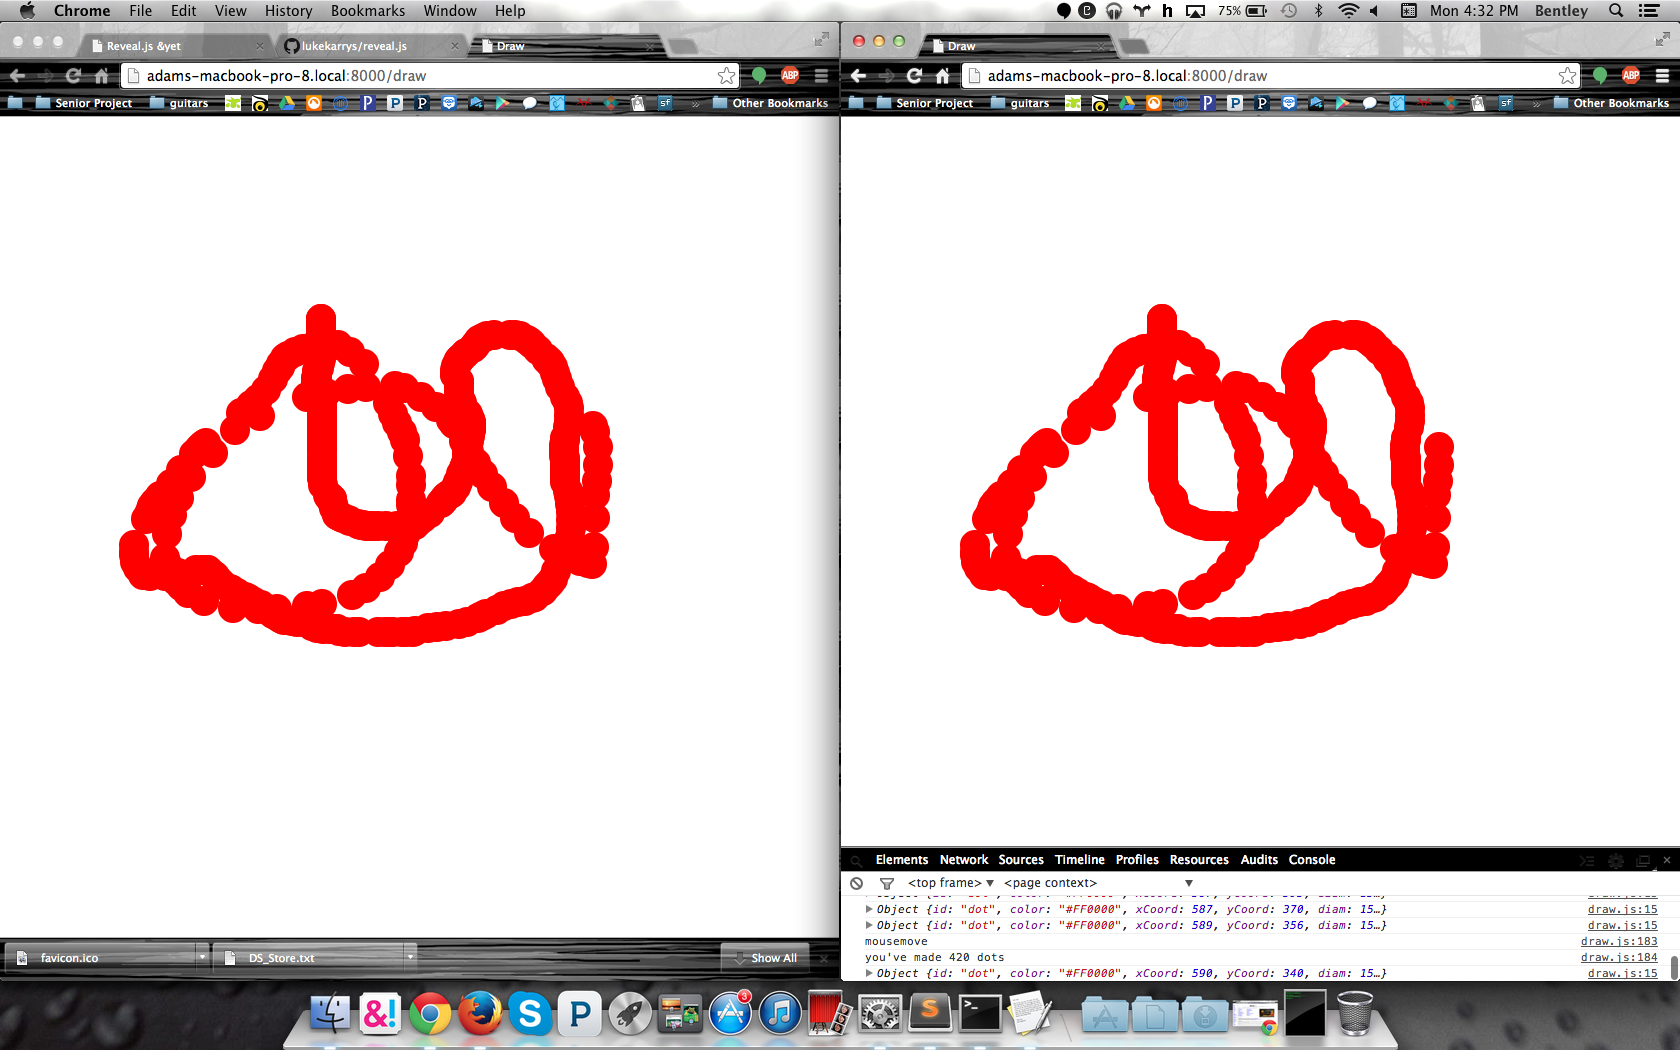 Chrome File Edit View History Bookmarks Window Help 75% Mon 4:32 PM Bentley
Reveal.js &yet
lukekarrys/reveal.js
Draw
adams-macbook-pro-8.local:8000/draw
ABP
Senior Project guitars Other Bookmarks
Draw
adams-macbook-pro-8.local:8000/draw
ABP
Senior Project guitars Other Bookmarks
Elements Network Sources Timeline Profiles Resources Audits Console
<top frame> <page context>
Object {id: "dot", color: "#FF0000", xCoord: 587, yCoord: 370, diam: 15…} draw.js:15
Object {id: "dot", color: "#FF0000", xCoord: 589, yCoord: 356, diam: 15…} draw.js:15
mousemove draw.js:183
you've made 420 dots draw.js:184
Object {id: "dot", color: "#FF0000", xCoord: 590, yCoord: 340, diam: 15…} draw.js:15
favicon.ico DS_Store.txt Show All